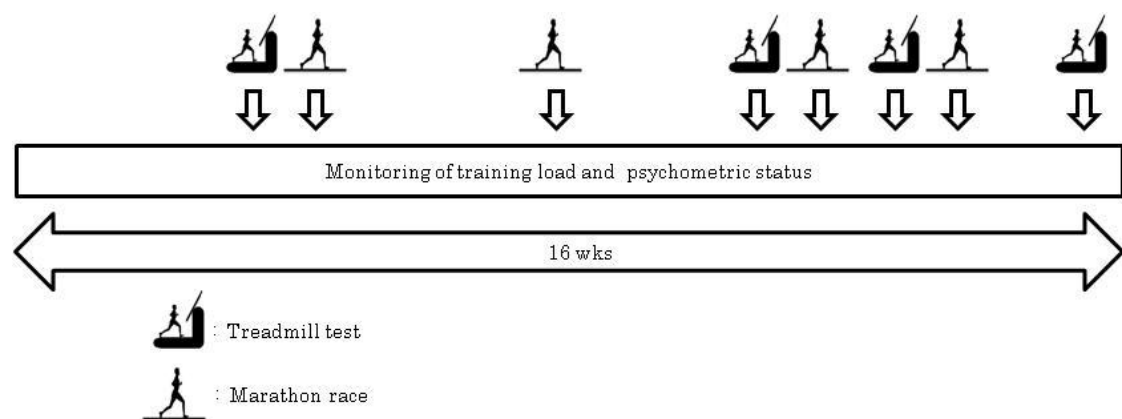 Monitoring of training load and psychometric status
16 wks
: Treadmill test
: Marathon race